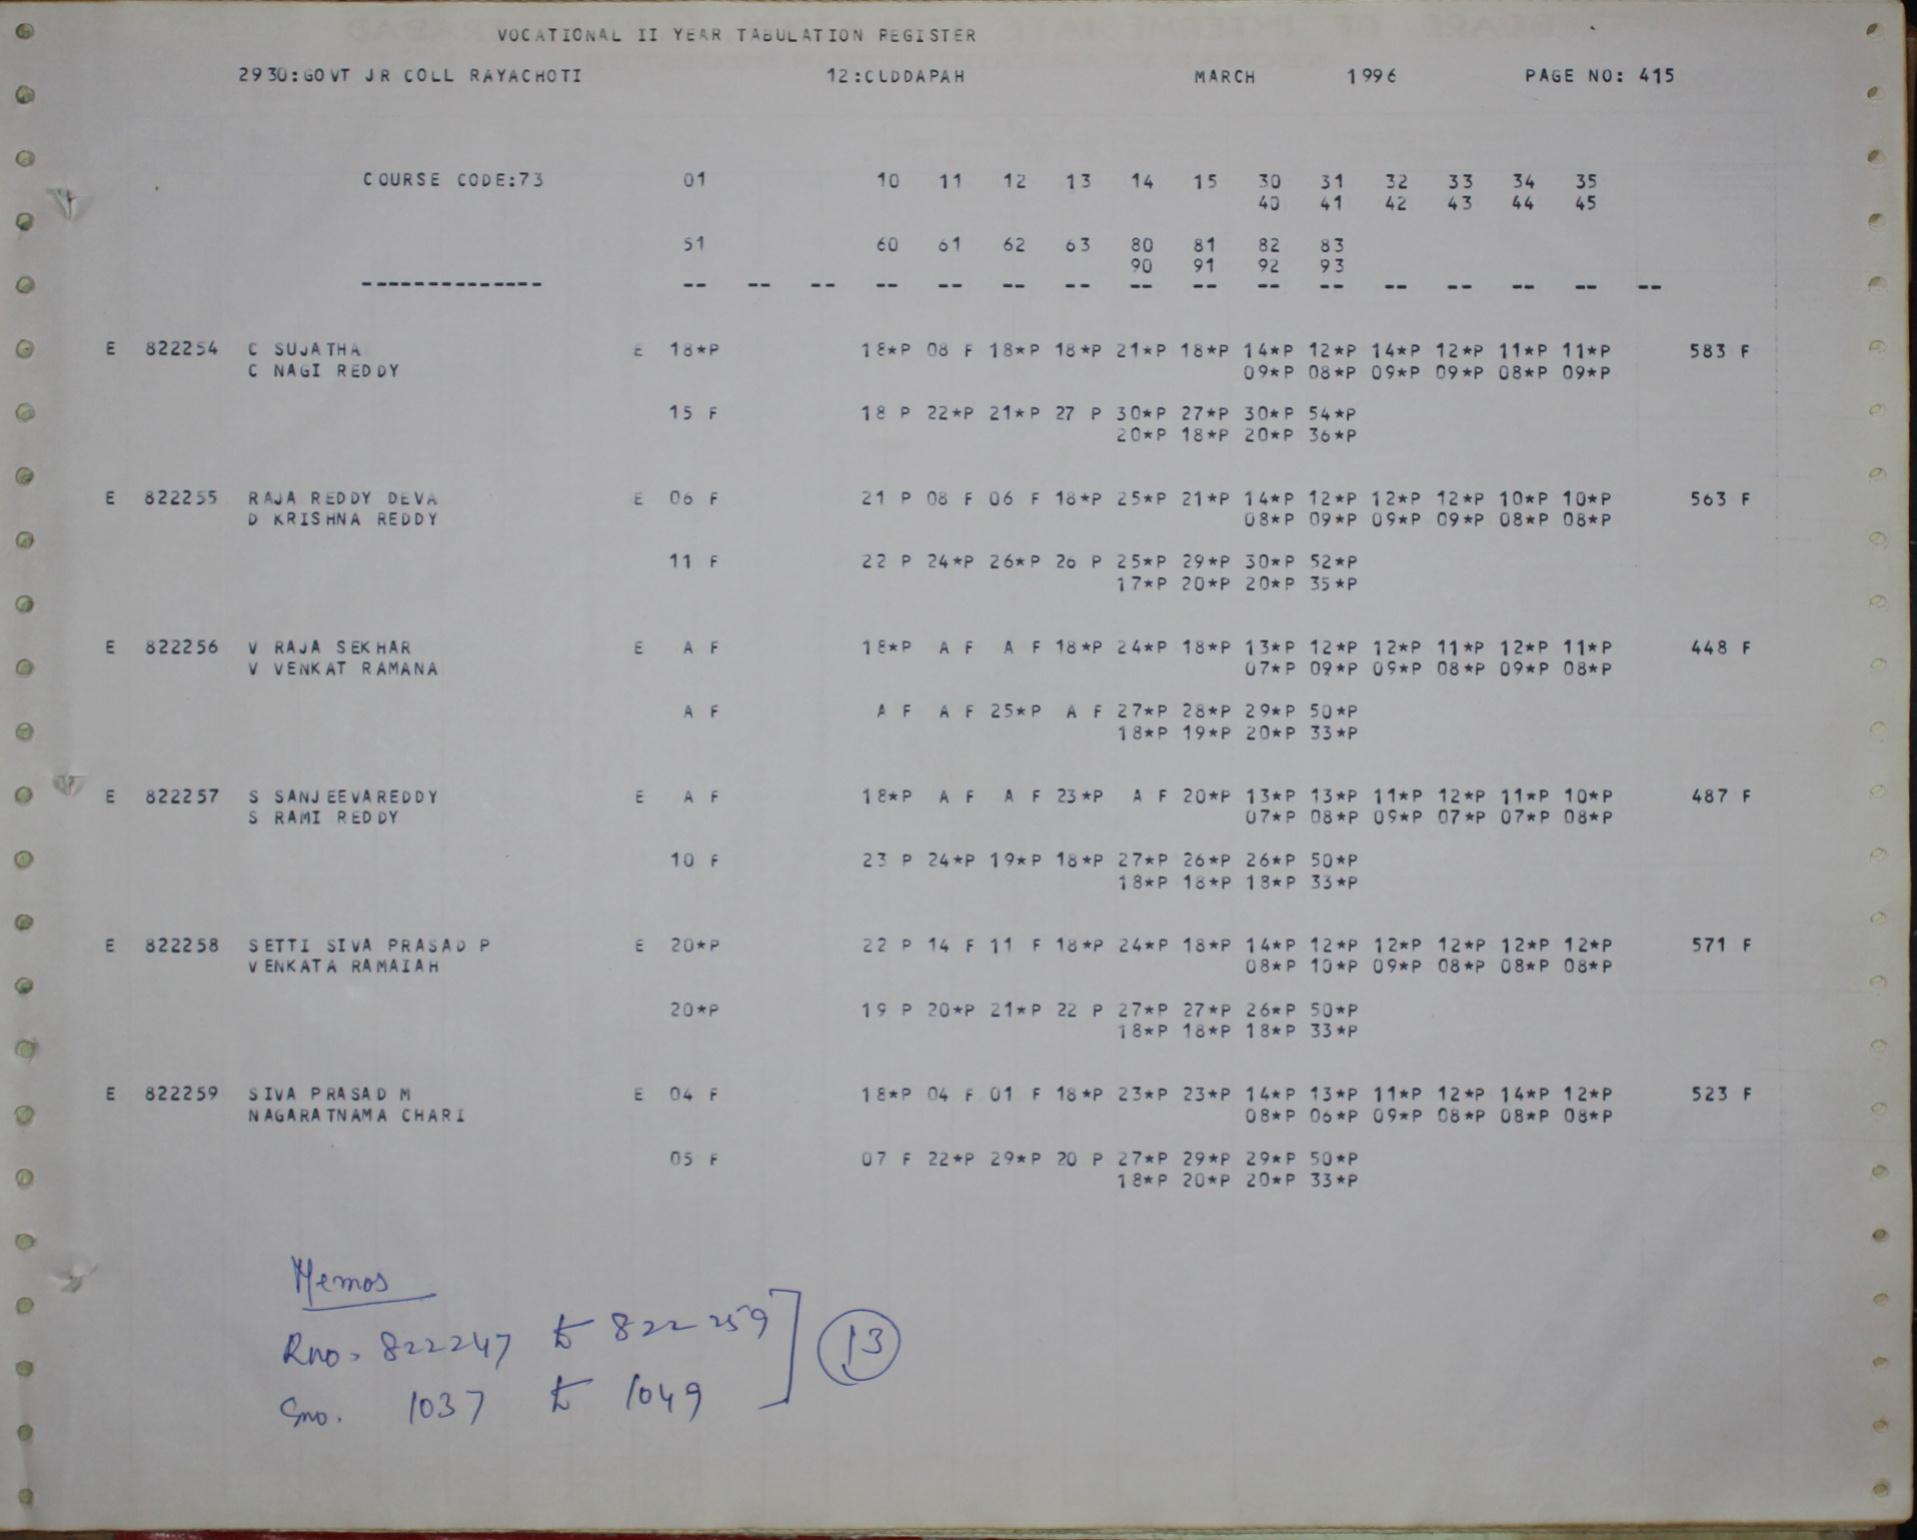 VOCATIONAL II YEAR TABULATION REGISTER
2930:GOVT JR COLL RAYACHOTI 12:CUDDAPAH MARCH 1996 PAGE NO: 415
COURSE CODE:73 01 10 11 12 13 14 15 30 31 32 33 34 35
40 41 42 43 44 45
51 60 61 62 63 80 81 82 83
90 91 92 93
-------------- -- -- -- -- -- -- -- -- -- -- -- -- -- -- -- --
E 822254 C SUJATHA E 18*P 18*P 08 F 18*P 18*P 21*P 18*P 14*P 12*P 14*P 12*P 11*P 11*P 583 F
C NAGI REDDY 09*P 08*P 09*P 09*P 08*P 09*P
15 F 18 P 22*P 21*P 27 P 30*P 27*P 30*P 54*P
20*P 18*P 20*P 36*P
E 822255 RAJA REDDY DEVA E 06 F 21 P 08 F 06 F 18*P 25*P 21*P 14*P 12*P 12*P 12*P 10*P 10*P 563 F
D KRISHNA REDDY 08*P 09*P 09*P 09*P 08*P 08*P
11 F 22 P 24*P 26*P 26 P 25*P 29*P 30*P 52*P
17*P 20*P 20*P 35*P
E 822256 V RAJA SEKHAR E A F 18*P A F A F 18*P 24*P 18*P 13*P 12*P 12*P 11*P 12*P 11*P 448 F
V VENKAT RAMANA 07*P 09*P 09*P 08*P 09*P 08*P
A F A F A F 25*P A F 27*P 28*P 29*P 50*P
18*P 19*P 20*P 33*P
E 822257 S SANJEEVAREDDY E A F 18*P A F A F 23*P A F 20*P 13*P 13*P 11*P 12*P 11*P 10*P 487 F
S RAMI REDDY 07*P 08*P 09*P 07*P 07*P 08*P
10 F 23 P 24*P 19*P 18*P 27*P 26*P 26*P 50*P
18*P 18*P 18*P 33*P
E 822258 SETTI SIVA PRASAD P E 20*P 22 P 14 F 11 F 18*P 24*P 18*P 14*P 12*P 12*P 12*P 12*P 12*P 571 F
VENKATA RAMAIAH 08*P 10*P 09*P 08*P 08*P 08*P
20*P 19 P 20*P 21*P 22 P 27*P 27*P 26*P 50*P
18*P 18*P 18*P 33*P
E 822259 SIVA PRASAD M E 04 F 18*P 04 F 01 F 18*P 23*P 23*P 14*P 13*P 11*P 12*P 14*P 12*P 523 F
NAGARATNAMA CHARI 08*P 06*P 09*P 08*P 08*P 08*P
05 F 07 F 22*P 29*P 20 P 27*P 29*P 29*P 50*P
18*P 20*P 20*P 33*P
Memos
Rno. 822247 to 822259
Sno. 1037 to 1049
13